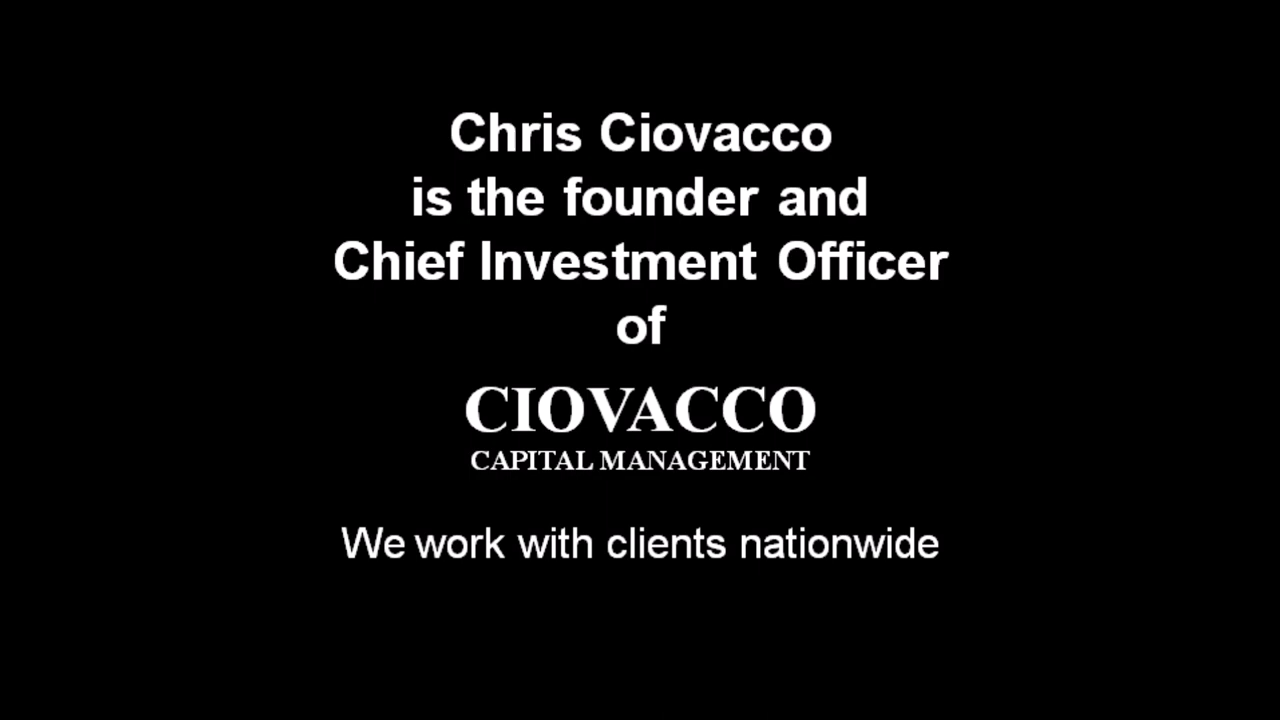 Chris Ciovacco
is the founder and
Chief Investment Officer
of
CIOVACCO
CAPITAL MANAGEMENT
We work with clients nationwide